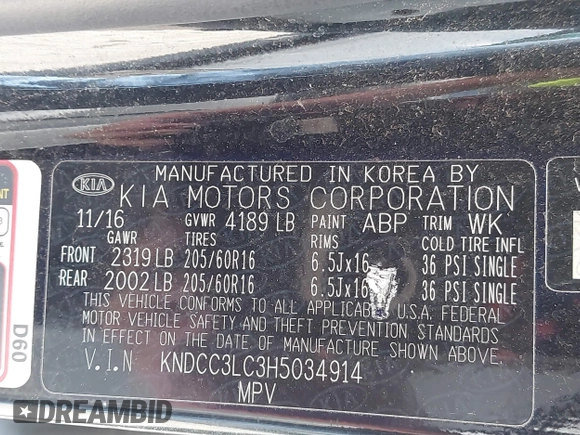 MANUFACTURED IN KOREA BY
KIA KIA MOTORS CORPORATION
11/16 GVWR 4189 LB PAINT ABP TRIM WK
GAWR TIRES RIMS COLD TIRE INFL
FRONT 2319 LB 205/60R16 6.5Jx16 36 PSI SINGLE
REAR 2002 LB 205/60R16 6.5Jx16 36 PSI SINGLE
THIS VEHICLE CONFORMS TO ALL APPLICAB U.S.A. FEDERAL
MOTOR VEHICLE SAFETY AND THEFT PREVENTION STANDARDS
IN EFFECT ON THE DATE OF MANUFACTURE SHOWN ABOVE.
V.I.N KNDCC3LC3H5034914
MPV
D60
DREAMBID